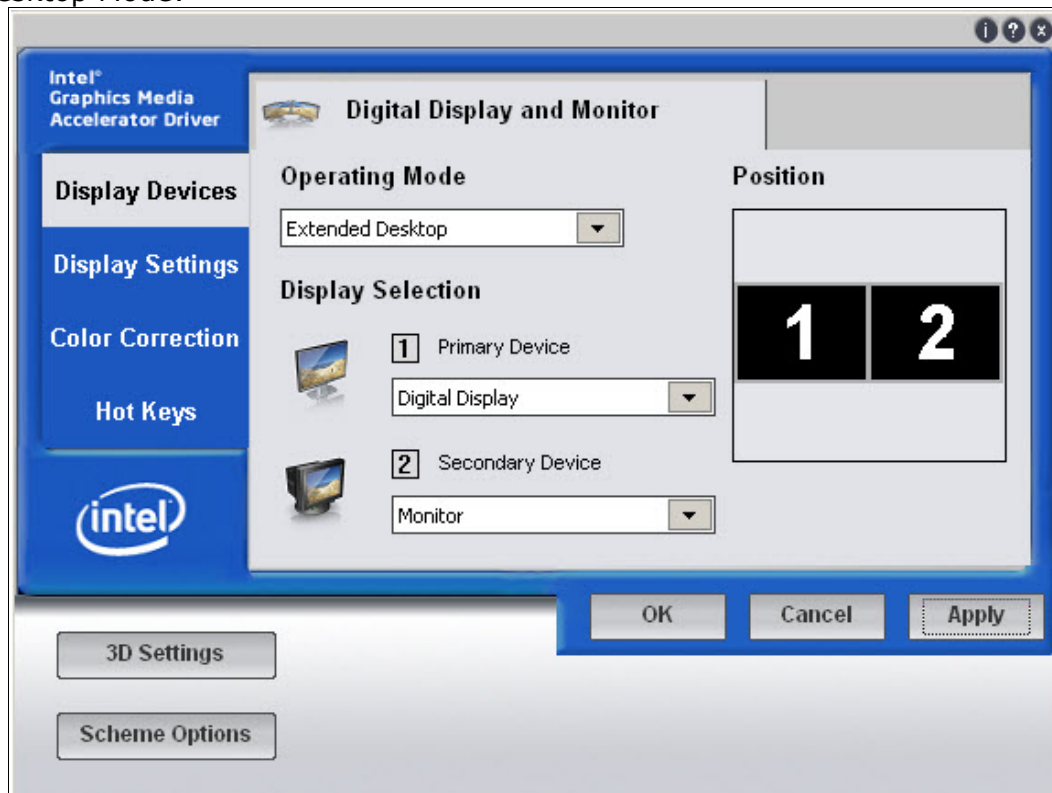 Intel®
Graphics Media
Accelerator Driver
Digital Display and Monitor
Display Devices
Display Settings
Color Correction
Hot Keys
intel
Operating Mode
Extended Desktop
Display Selection
1 Primary Device
Digital Display
2 Secondary Device
Monitor
Position
1 2
OK Cancel Apply
3D Settings
Scheme Options